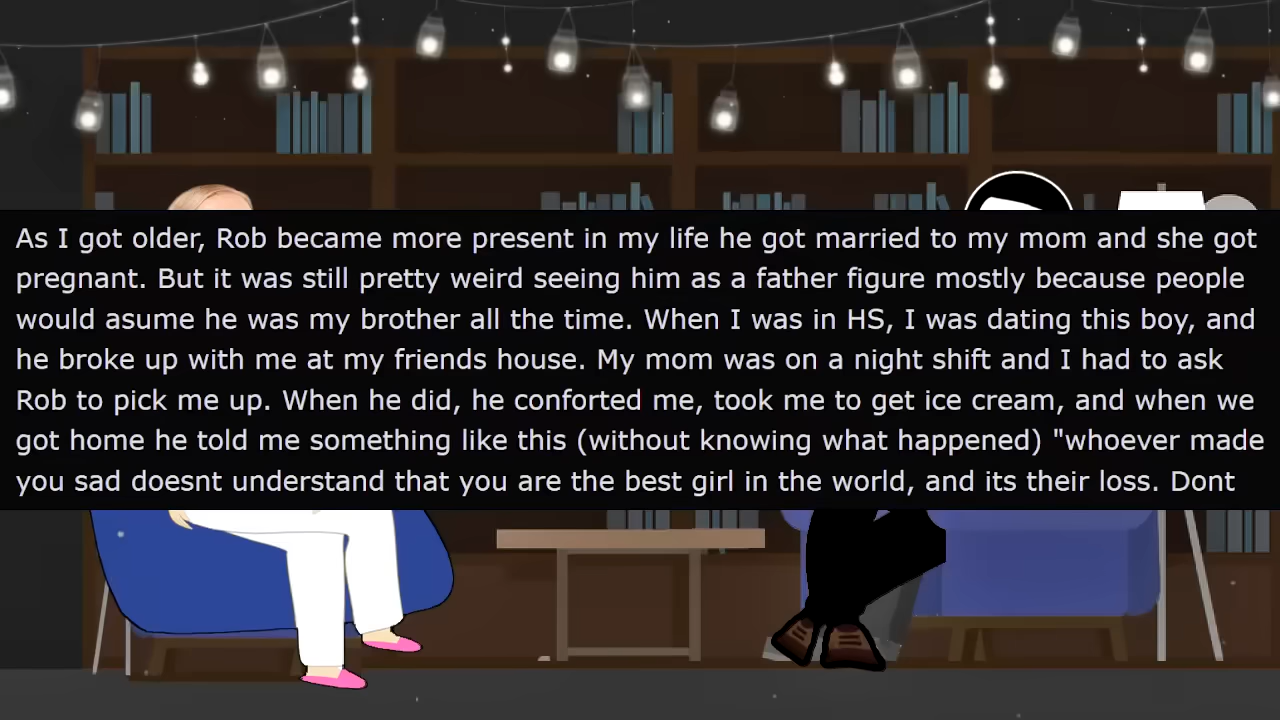 As I got older, Rob became more present in my life he got married to my mom and she got
pregnant. But it was still pretty weird seeing him as a father figure mostly because people
would asume he was my brother all the time. When I was in HS, I was dating this boy, and
he broke up with me at my friends house. My mom was on a night shift and I had to ask
Rob to pick me up. When he did, he conforted me, took me to get ice cream, and when we
got home he told me something like this (without knowing what happened) "whoever made
you sad doesnt understand that you are the best girl in the world, and its their loss. Dont